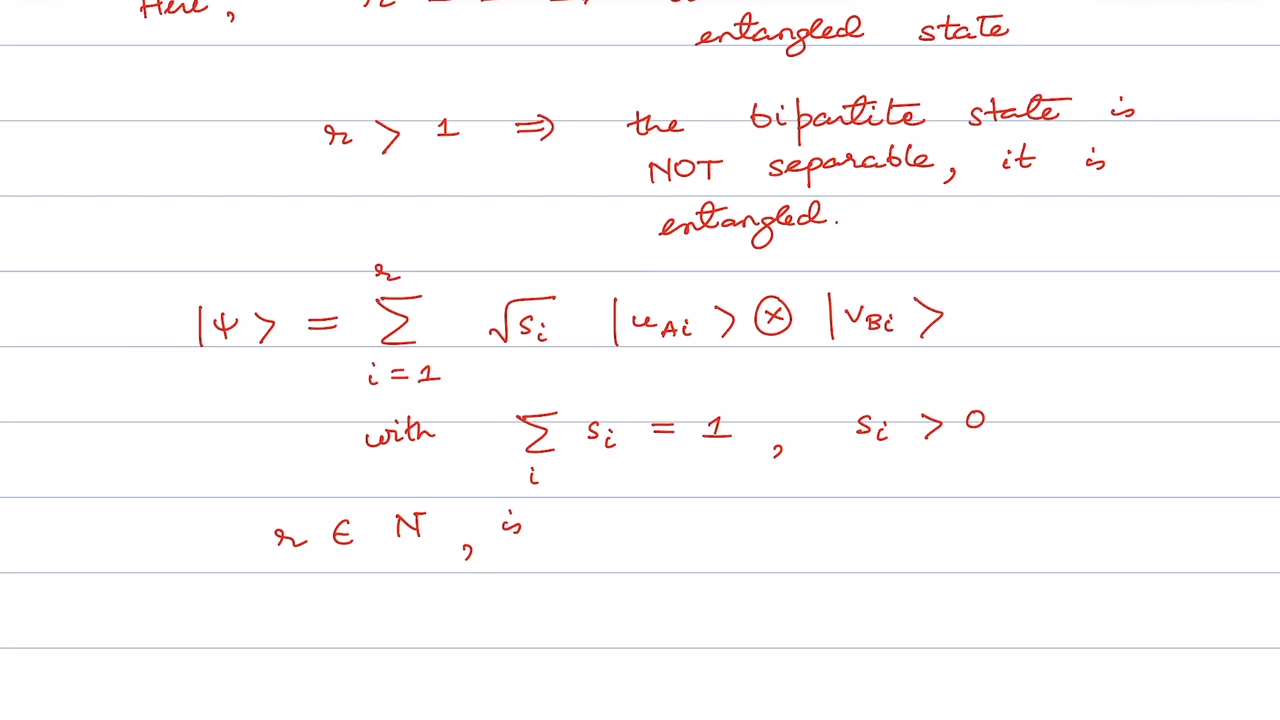 Here,
entangled state
r > 1 ⇒ the bipartite state is
NOT separable, it is
entangled.
|ψ> = ∑_{i=1}^{r} √s_i |u_{Ai}> ⊗ |v_{Bi}>
with ∑_i s_i = 1, s_i > 0
r ∈ N, is